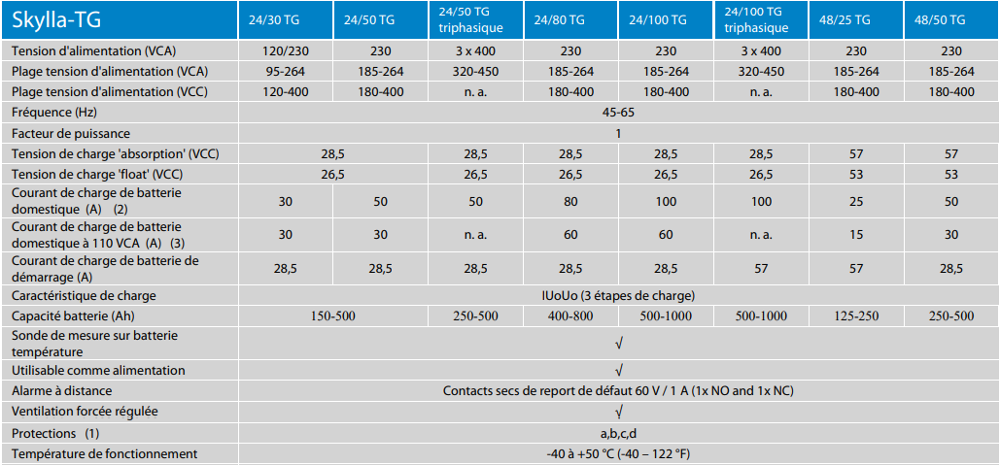 Skylla-TG 24/30 TG 24/50 TG 24/50 TG triphasique 24/80 TG 24/100 TG 24/100 TG triphasique 48/25 TG 48/50 TG
Tension d'alimentation (VCA) 120/230 230 3 x 400 230 230 3 x 400 230 230
Plage tension d'alimentation (VCA) 95-264 185-264 320-450 185-264 185-264 320-450 185-264 185-264
Plage tension d'alimentation (VCC) 120-400 180-400 n. a. 180-400 180-400 n. a. 180-400 180-400
Fréquence (Hz) 45-65
Facteur de puissance 1
Tension de charge 'absorption' (VCC) 28,5 28,5 28,5 28,5 28,5 57 57
Tension de charge 'float' (VCC) 26,5 26,5 26,5 26,5 26,5 53 53
Courant de charge de batterie
domestique (A) (2) 30 50 50 80 100 100 25 50
Courant de charge de batterie
domestique à 110 VCA (A) (3) 30 30 n. a. 60 60 n. a. 15 30
Courant de charge de batterie de
démarrage (A) 28,5 28,5 28,5 28,5 28,5 57 57 28,5
Caractéristique de charge IUoUo (3 étapes de charge)
Capacité batterie (Ah) 150-500 250-500 400-800 500-1000 500-1000 125-250 250-500
Sonde de mesure sur batterie
température √
Utilisable comme alimentation √
Alarme à distance Contacts secs de report de défaut 60 V / 1 A (1x NO and 1x NC)
Ventilation forcée régulée √
Protections (1) a,b,c,d
Température de fonctionnement -40 à +50 °C (-40 – 122 °F)